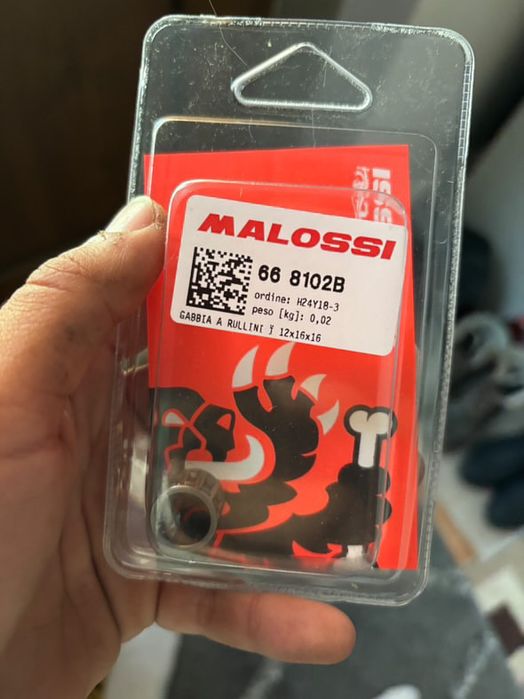 MALOSSI
66 8102B
ordine: H24Y18-3
peso [kg]: 0,02
GABBIA A RULLINI ẙ 12x16x16